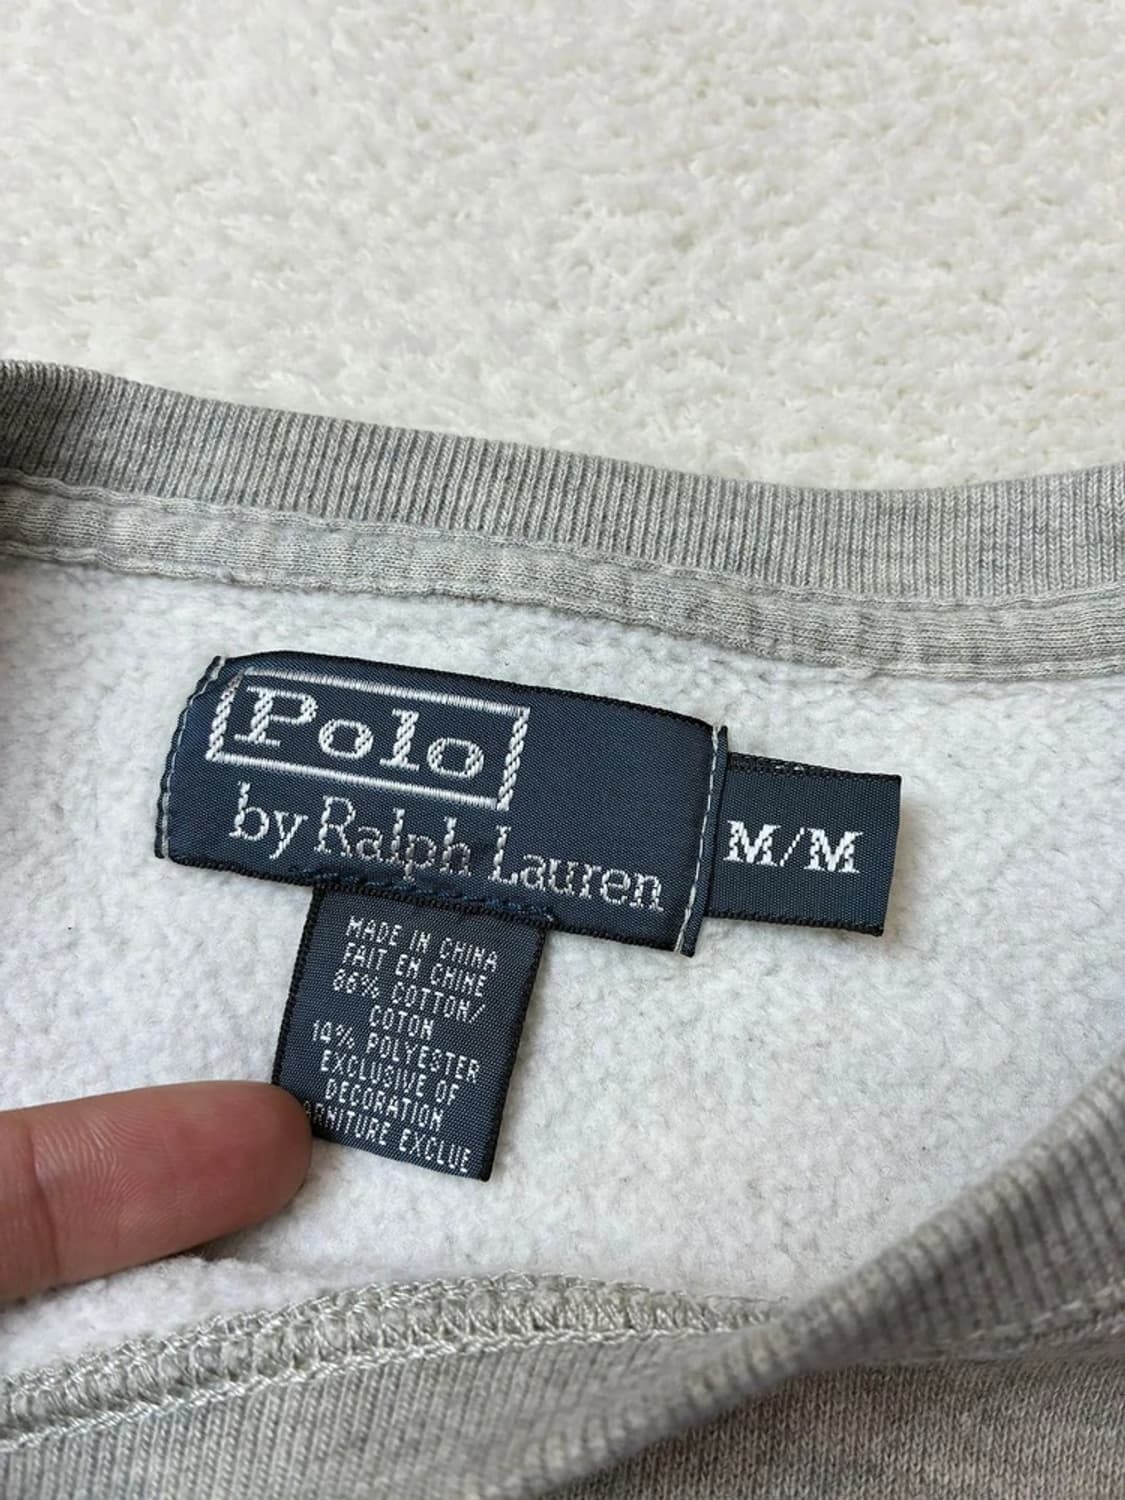 Polo
by Ralph Lauren
M/M
MADE IN CHINA
FAIT EN CHINE
86% COTTON/
COTON
14% POLYESTER
EXCLUSIVE OF
DECORATION
EXCLUE